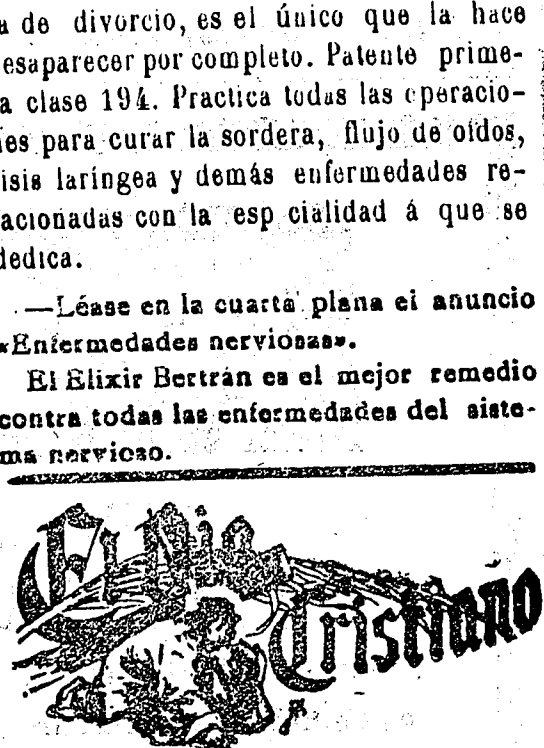 a de divorcio, es el único que la hace
esaparecer por completo. Patente prime-
a clase 194. Practica todas las operacio-
nes para curar la sordera, flujo de oídos,
isis laríngea y demás enfermedades re-
acionadas con la esp cialidad á que se
dedica.
—Léase en la cuarta plana el anuncio
«Enfermedades nerviosas».
El Elixir Bertrán es el mejor remedio
contra todas las enfermedades del siste-
ma nervioso.
El Día
Cristiano